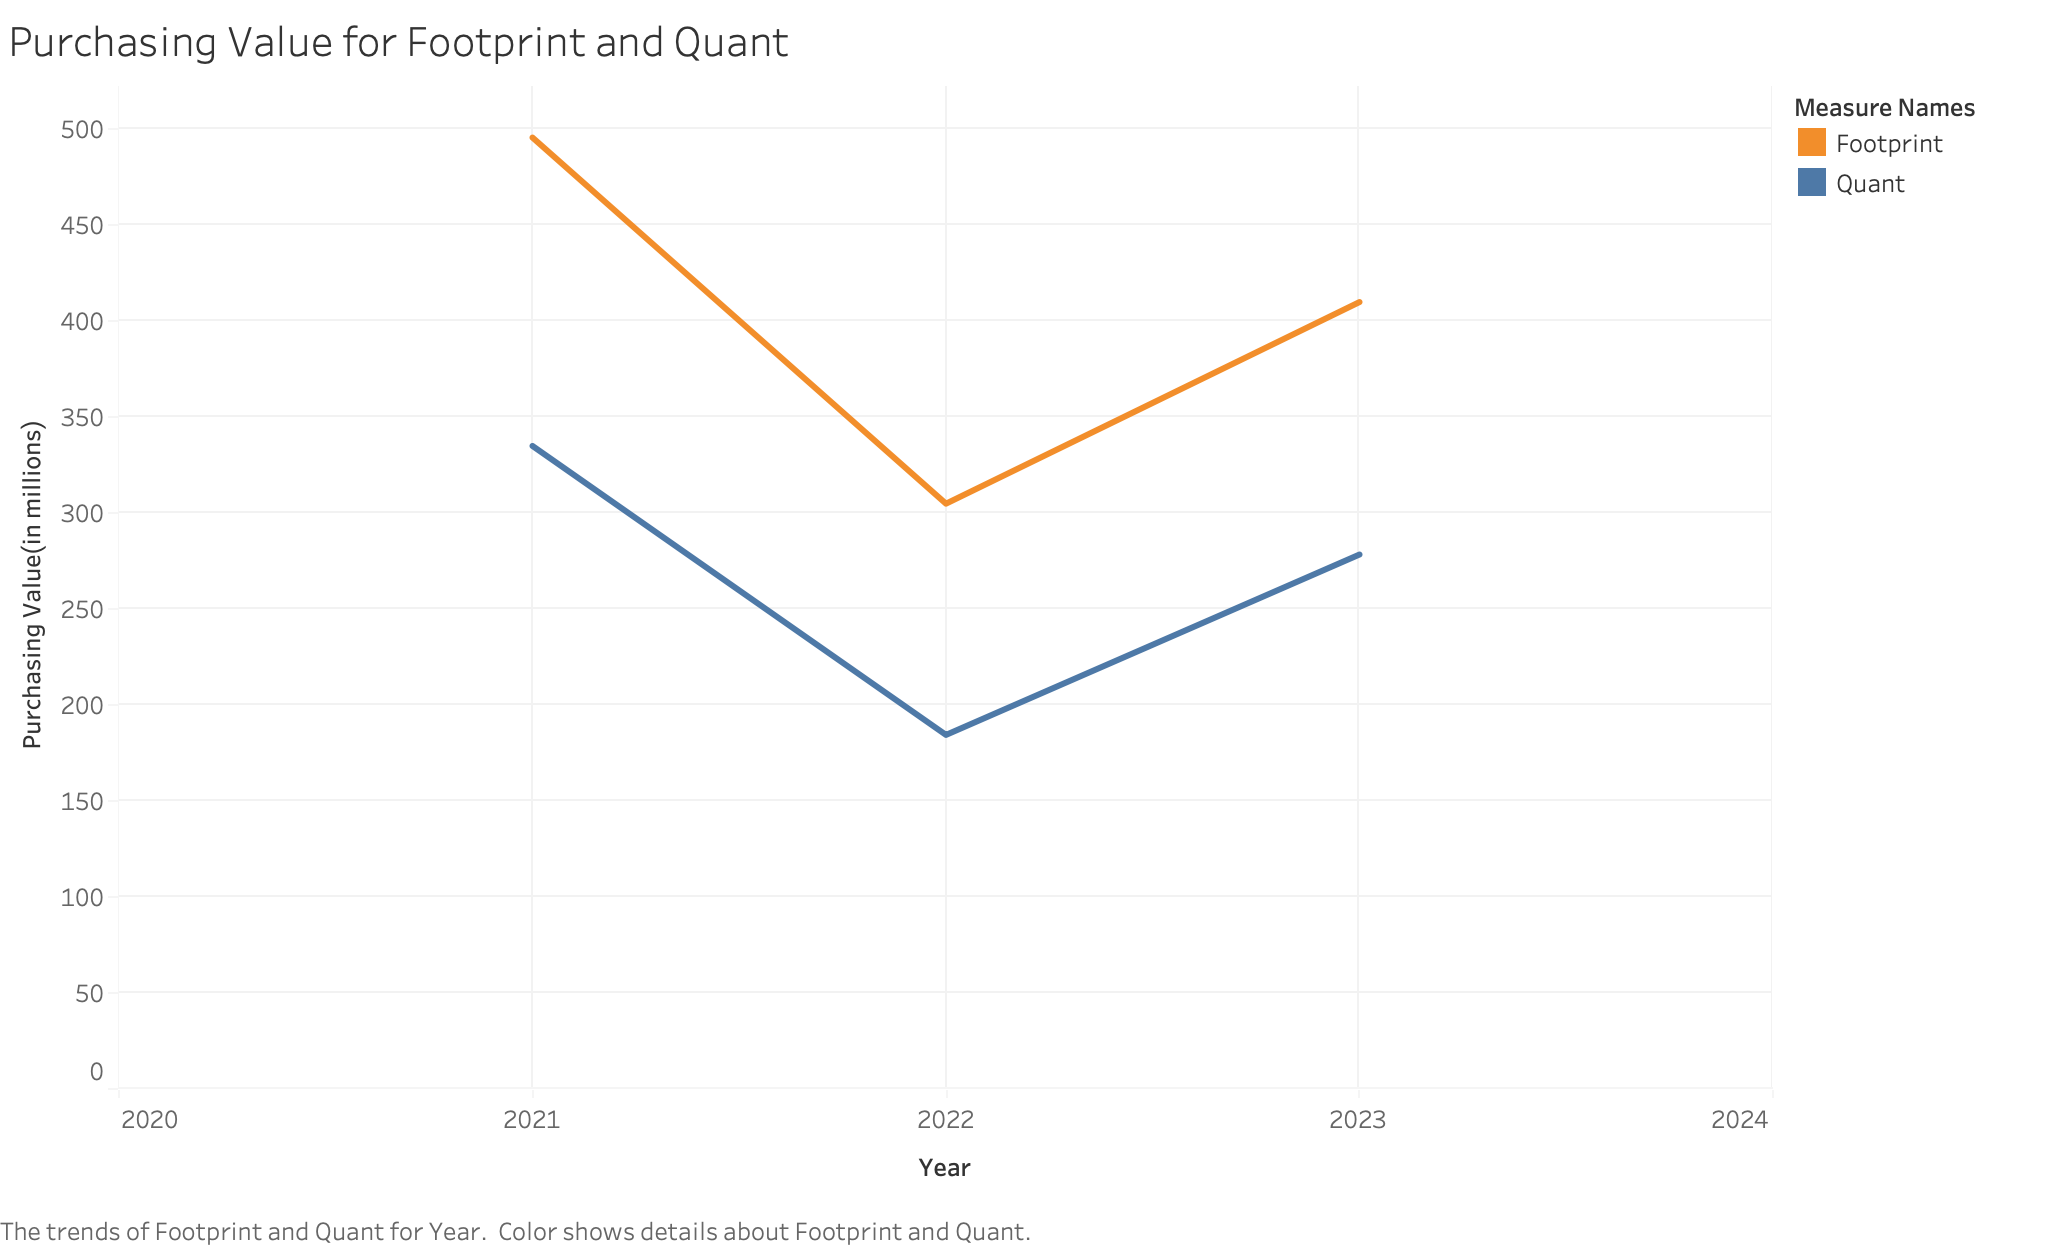 Purchasing Value for Footprint and Quant
Measure Names
Footprint
Quant
Purchasing Value(in millions)
500
450
400
350
300
250
200
150
100
50
0
2020 2021 2022 2023 2024
Year
The trends of Footprint and Quant for Year.  Color shows details about Footprint and Quant.